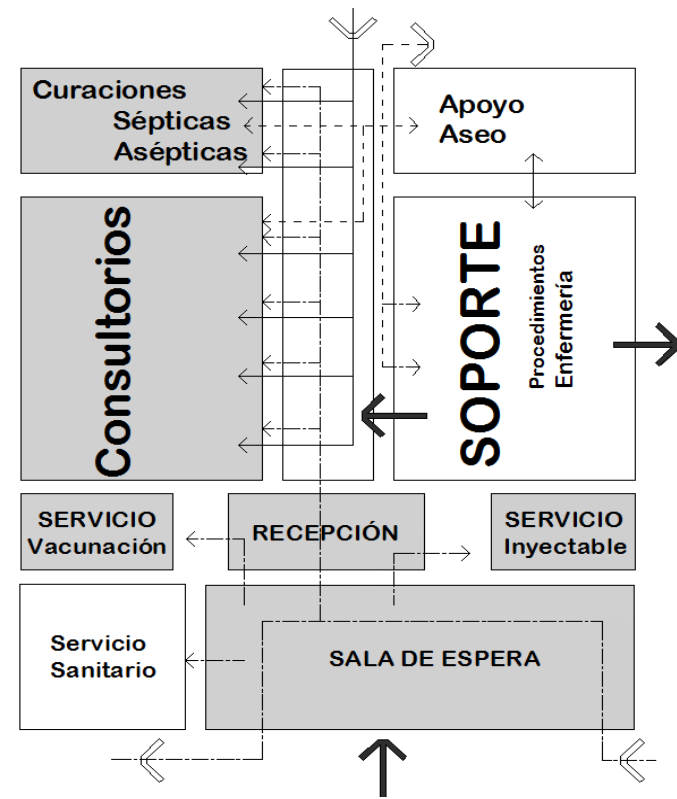 Curaciones
Sépticas
Asépticas
Apoyo
Aseo
Consultorios
SOPORTE
Procedimientos
Enfermería
SERVICIO
Vacunación
RECEPCIÓN
SERVICIO
Inyectable
Servicio
Sanitario
SALA DE ESPERA